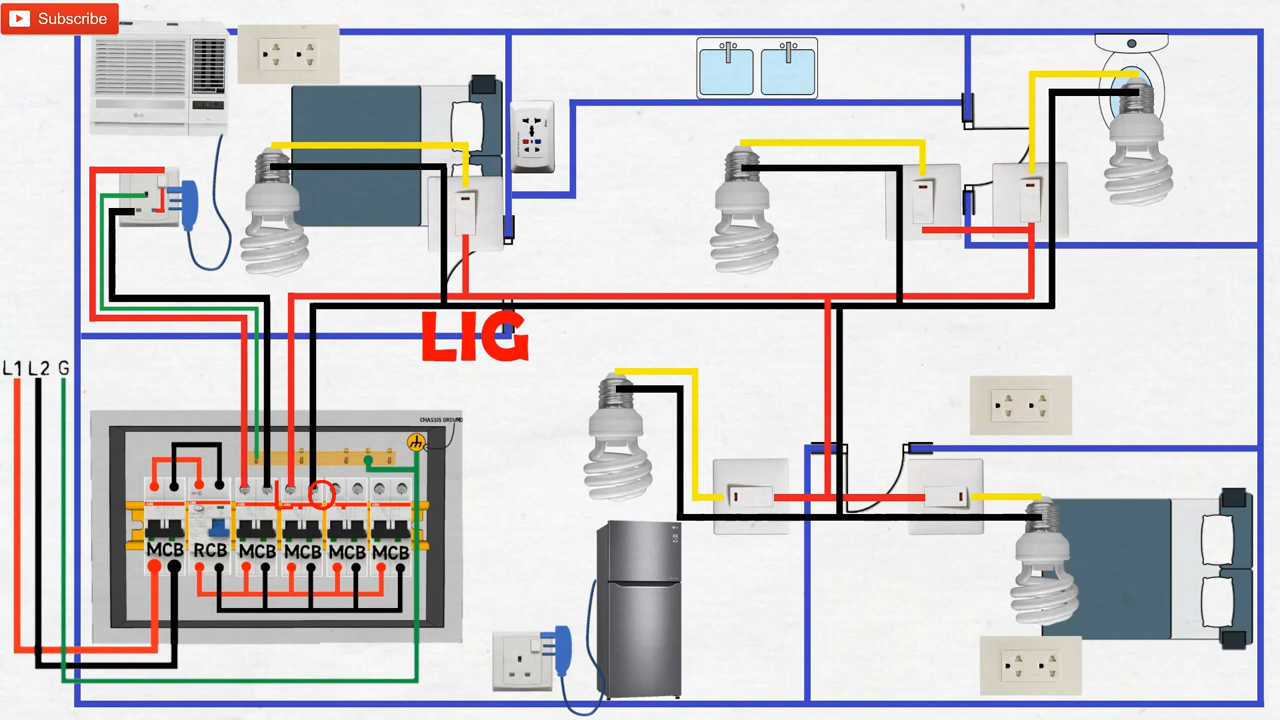 Subscribe
LIG
L1 L2 G
CHASSIS GROUND
L.O.
MCB RCB MCB MCB MCB MCB